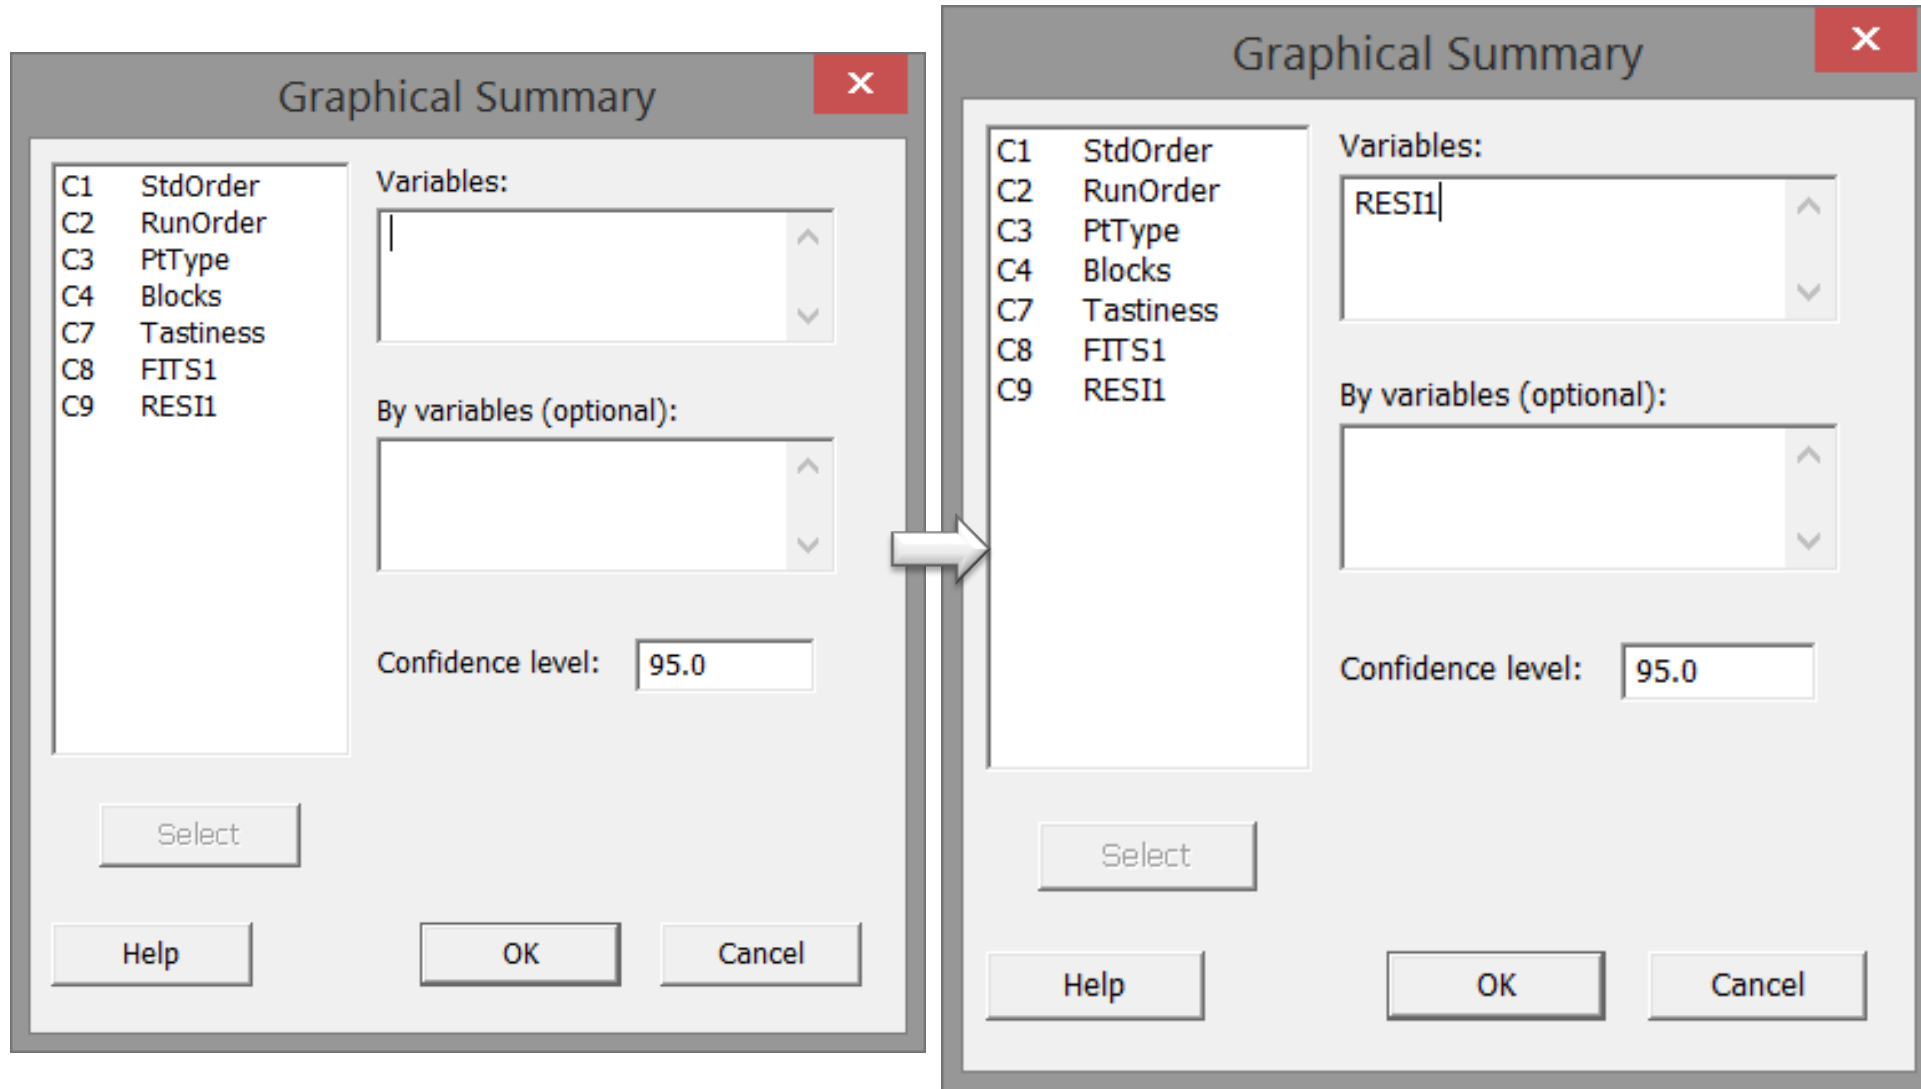 Graphical Summary
C1 StdOrder
C2 RunOrder
C3 PtType
C4 Blocks
C7 Tastiness
C8 FITS1
C9 RESI1
Variables:
By variables (optional):
Confidence level: 95.0
Select
Help OK Cancel
Graphical Summary
C1 StdOrder
C2 RunOrder
C3 PtType
C4 Blocks
C7 Tastiness
C8 FITS1
C9 RESI1
Variables:
RESI1
By variables (optional):
Confidence level: 95.0
Select
Help OK Cancel